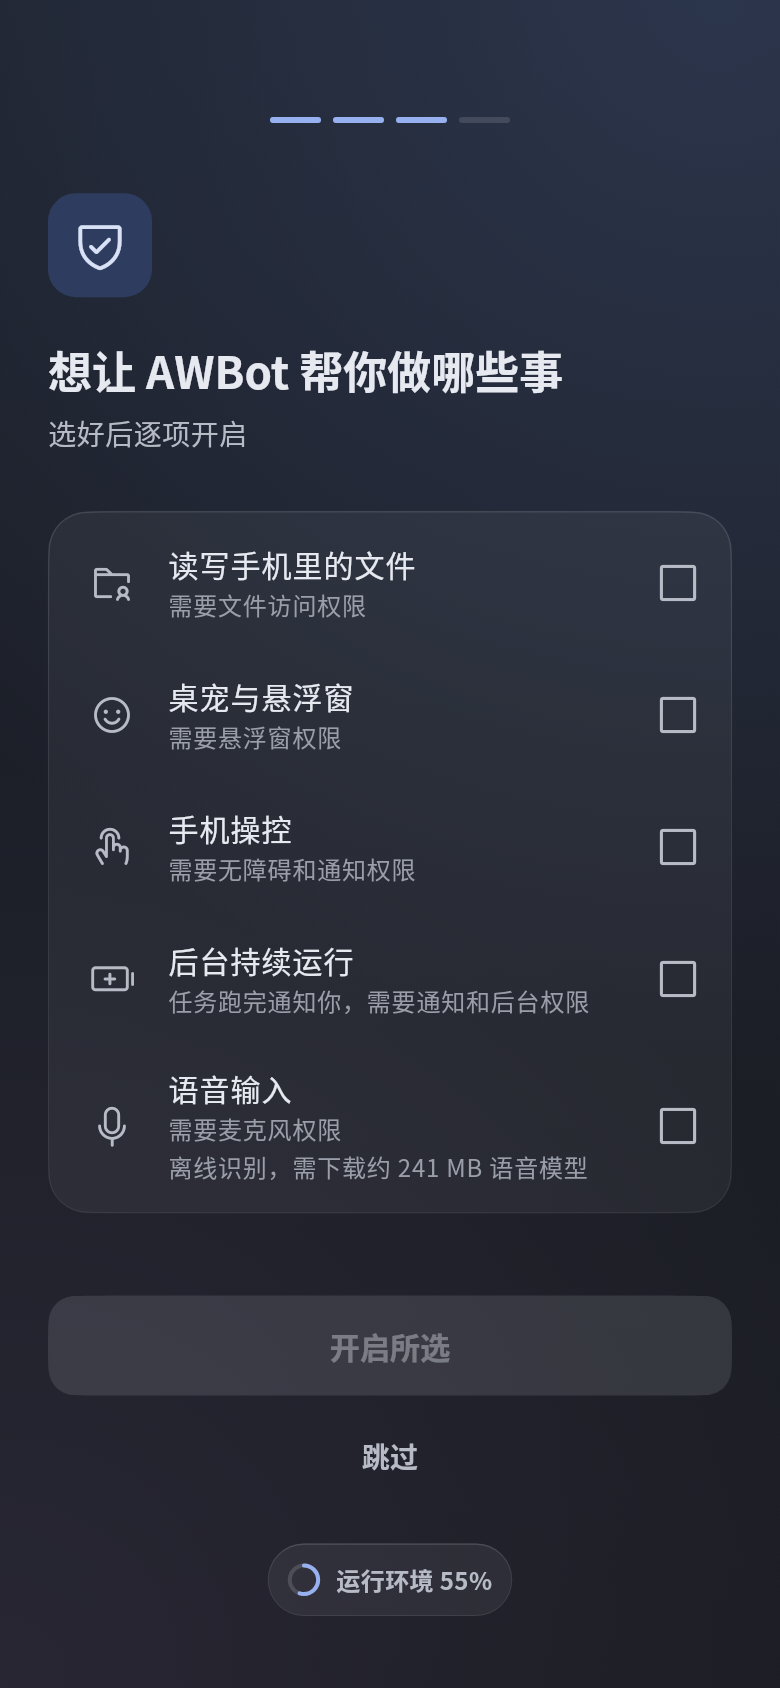 想让 AWBot 帮你做哪些事
选好后逐项开启
读写手机里的文件
需要文件访问权限
桌宠与悬浮窗
需要悬浮窗权限
手机操控
需要无障碍和通知权限
后台持续运行
任务跑完通知你，需要通知和后台权限
语音输入
需要麦克风权限
离线识别，需下载约 241 MB 语音模型
开启所选
跳过
运行环境 55%